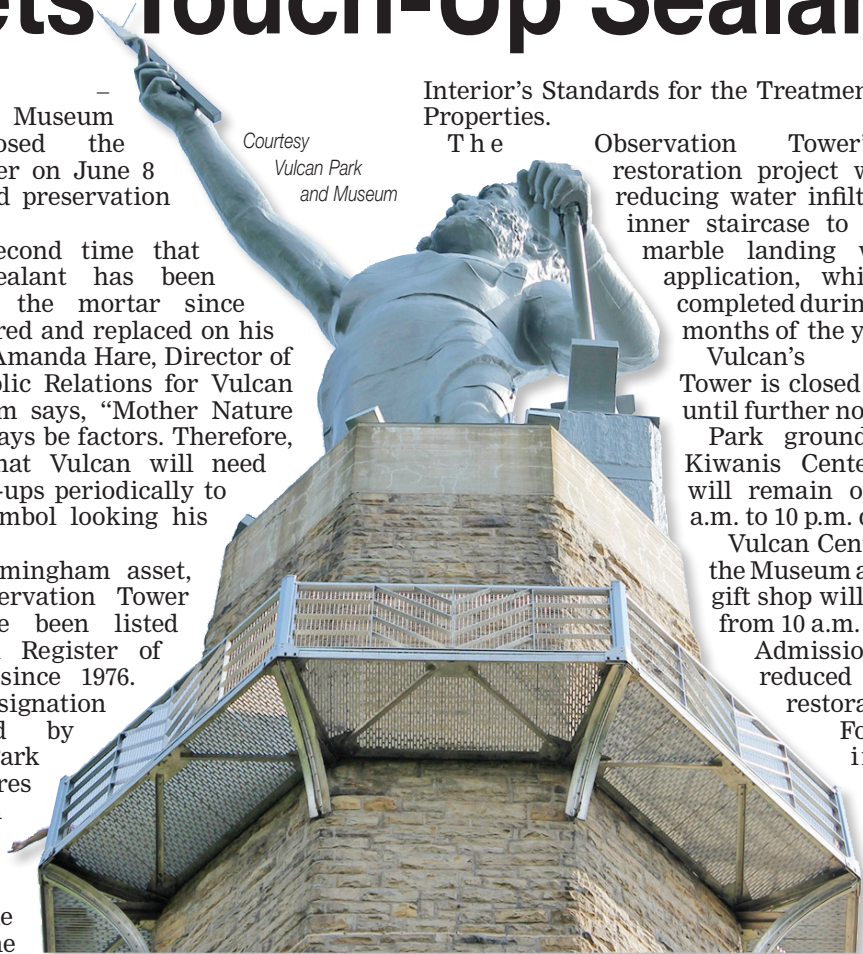 ets Touch-Up Sealan
–
Museum
osed the
er on June 8
d preservation
econd time that
ealant has been
the mortar since
red and replaced on his
Amanda Hare, Director of
blic Relations for Vulcan
m says, “Mother Nature
ays be factors. Therefore,
hat Vulcan will need
-ups periodically to
mbol looking his
mingham asset,
ervation Tower
e been listed
Register of
since 1976.
signation
d by
Park
res
Courtesy
Vulcan Park
and Museum
Interior’s Standards for the Treatmen
Properties.
The Observation Tower’
restoration project w
reducing water infilt
inner staircase to
marble landing
application, whi
completed durin
months of the y
Vulcan’s
Tower is closed
until further no
Park ground
Kiwanis Cente
will remain o
a.m. to 10 p.m. d
Vulcan Cen
the Museum a
gift shop will
from 10 a.m.
Admissio
reduced
restora
Fo
i